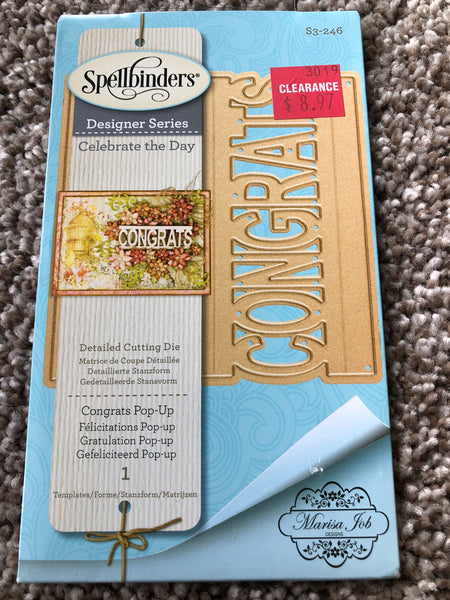 S3-246
Spellbinders®
Designer Series
Celebrate the Day
3019
CLEARANCE
$ 8.97
CONGRATS
CONGRATS
Detailed Cutting Die
Matrice de Coupe Détaillée
Detaillierte Stanzform
Gedetailleerde Stansvorm
Congrats Pop-Up
Félicitations Pop-up
Gratulation Pop-up
Gefeliciteerd Pop-up
1
Templates/Forme/Stanzform/Matrijzen
Marisa Job
DESIGNS